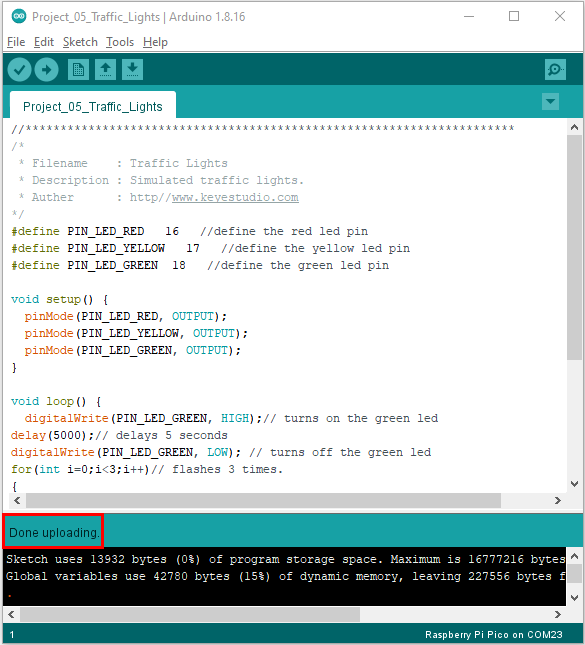 Project_05_Traffic_Lights | Arduino 1.8.16
File Edit Sketch Tools Help
Project_05_Traffic_Lights
//**********************************************************************
/*
 * Filename    : Traffic Lights
 * Description : Simulated traffic lights.
 * Auther      : http//www.keyestudio.com
*/
#define PIN_LED_RED   16   //define the red led pin
#define PIN_LED_YELLOW   17   //define the yellow led pin
#define PIN_LED_GREEN  18   //define the green led pin
void setup() {
  pinMode(PIN_LED_RED, OUTPUT);
  pinMode(PIN_LED_YELLOW, OUTPUT);
  pinMode(PIN_LED_GREEN, OUTPUT);
}
void loop() {
  digitalWrite(PIN_LED_GREEN, HIGH);// turns on the green led
delay(5000);// delays 5 seconds
digitalWrite(PIN_LED_GREEN, LOW); // turns off the green led
for(int i=0;i<3;i++)// flashes 3 times.
{
Done uploading.
Sketch uses 13932 bytes (0%) of program storage space. Maximum is 16777216 bytes
Global variables use 42780 bytes (15%) of dynamic memory, leaving 227556 bytes f
.
1
Raspberry Pi Pico on COM23